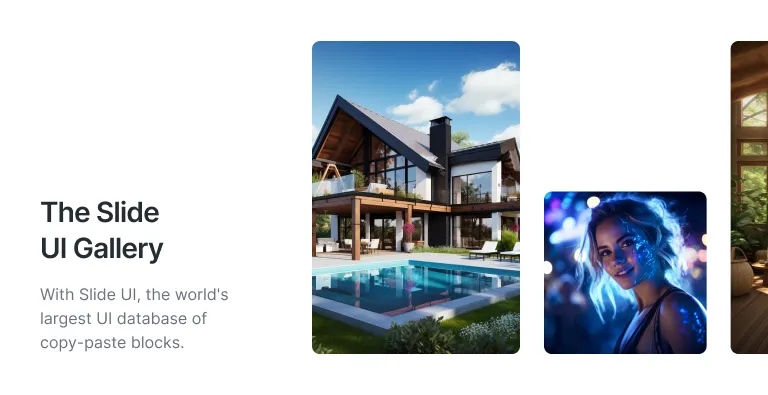 The Slide
UI Gallery
With Slide UI, the world's
largest UI database of
copy-paste blocks.